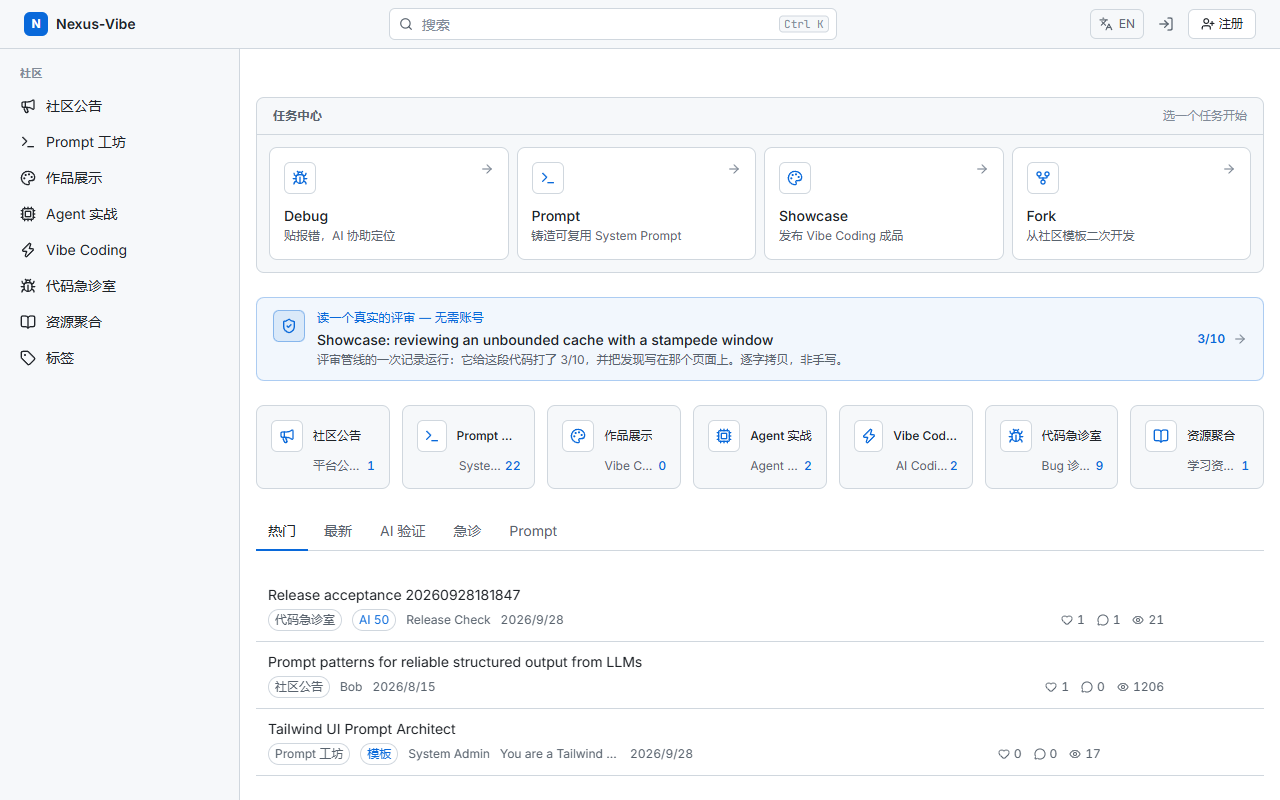 N Nexus-Vibe
搜索 Ctrl K
EN
注册
社区
社区公告
Prompt 工坊
作品展示
Agent 实战
Vibe Coding
代码急诊室
资源聚合
标签
任务中心
选一个任务开始
Debug
贴报错，AI 协助定位
Prompt
铸造可复用 System Prompt
Showcase
发布 Vibe Coding 成品
Fork
从社区模板二次开发
读一个真实的评审 — 无需账号
Showcase: reviewing an unbounded cache with a stampede window
评审管线的一次记录运行：它给这段代码打了 3/10，并把发现写在那个页面上。逐字拷贝，非手写。
3/10
社区公告
平台公... 1
Prompt ...
Syste... 22
作品展示
Vibe C... 0
Agent 实战
Agent ... 2
Vibe Cod...
AI Codi... 2
代码急诊室
Bug 诊... 9
资源聚合
学习资... 1
热门 最新 AI 验证 急诊 Prompt
Release acceptance 20260928181847
代码急诊室 AI 50 Release Check 2026/9/28 1 1 21
Prompt patterns for reliable structured output from LLMs
社区公告 Bob 2026/8/15 1 0 1206
Tailwind UI Prompt Architect
Prompt 工坊 模板 System Admin You are a Tailwind ... 2026/9/28 0 0 17